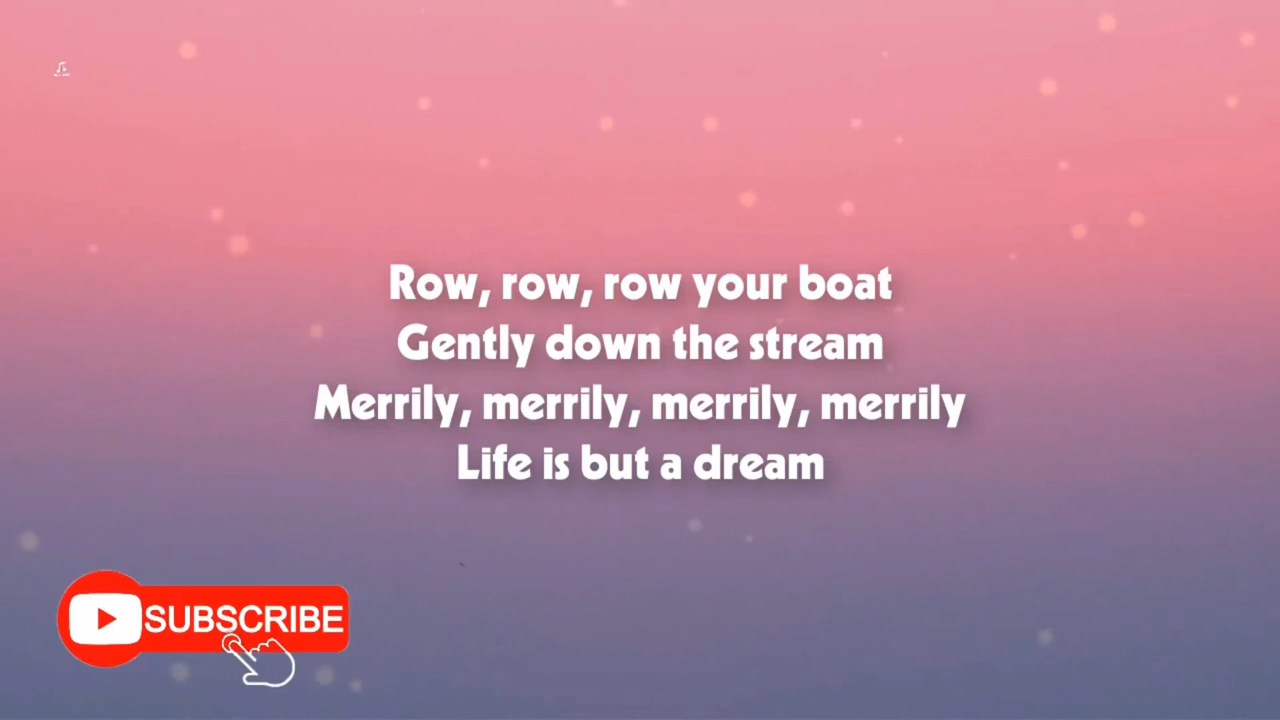 Row, row, row your boat
Gently down the stream
Merrily, merrily, merrily, merrily
Life is but a dream
SUBSCRIBE